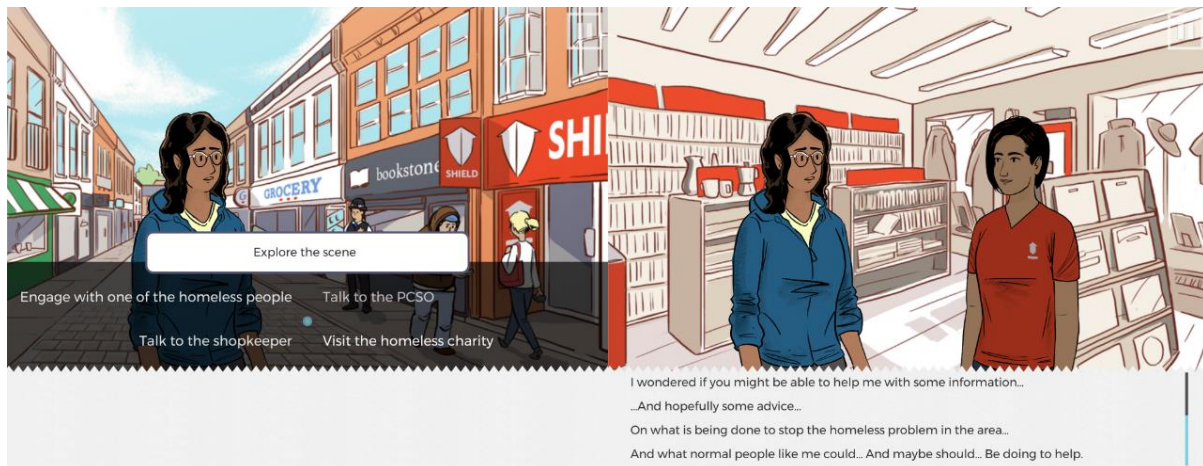 GROCERY
bookstone
SHIELD
SHI
Explore the scene
Engage with one of the homeless people
Talk to the PCSO
Talk to the shopkeeper
Visit the homeless charity
I wondered if you might be able to help me with some information...
...And hopefully some advice...
On what is being done to stop the homeless problem in the area...
And what normal people like me could... And maybe should... Be doing to help.